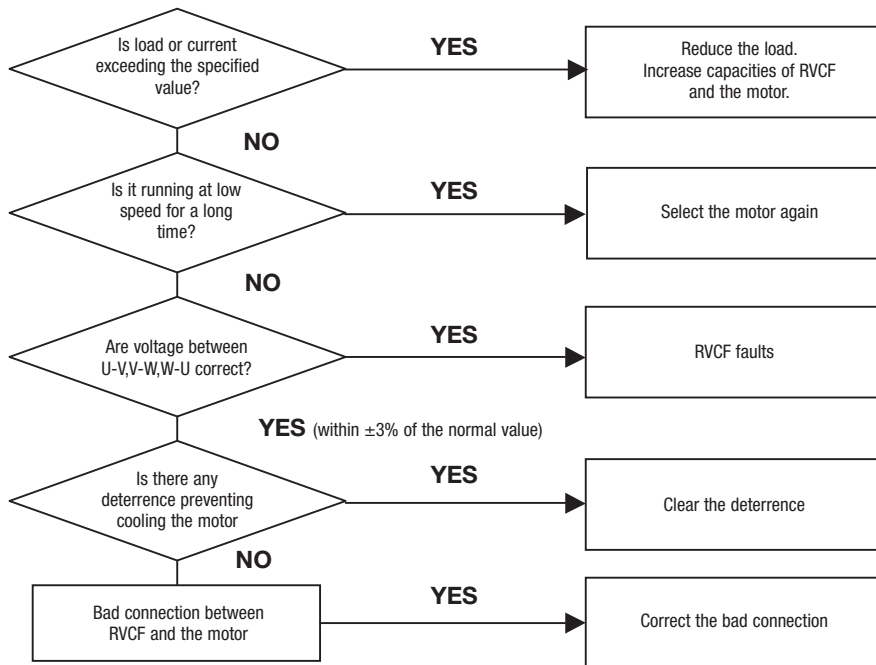 Is load or current
exceeding the specified
value?
YES
Reduce the load.
Increase capacities of RVCF
and the motor.
NO
Is it running at low
speed for a long
time?
YES
Select the motor again
NO
Are voltage between
U-V,V-W,W-U correct?
YES
RVCF faults
YES (within ±3% of the normal value)
Is there any
deterrence preventing
cooling the motor
YES
Clear the deterrence
NO
Bad connection between
RVCF and the motor
YES
Correct the bad connection